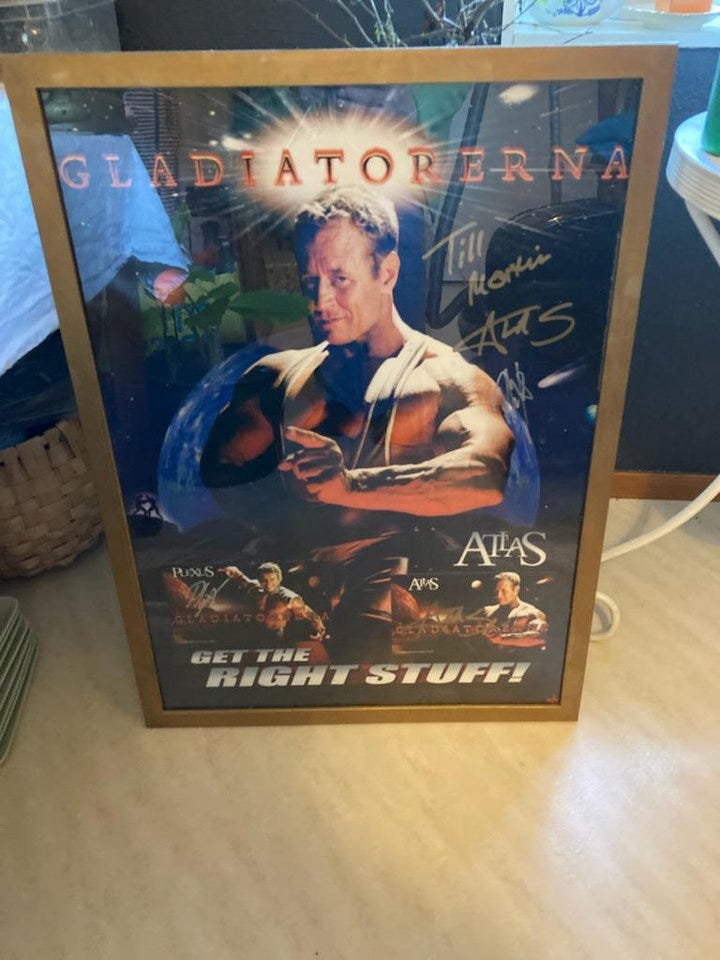 GLADIATORERNA
Till
Martin
Atlas
ATLAS
PLEXUS
GLADIATORERNA
ATLAS
GLADIATORERNA
GET THE
RIGHT STUFF!